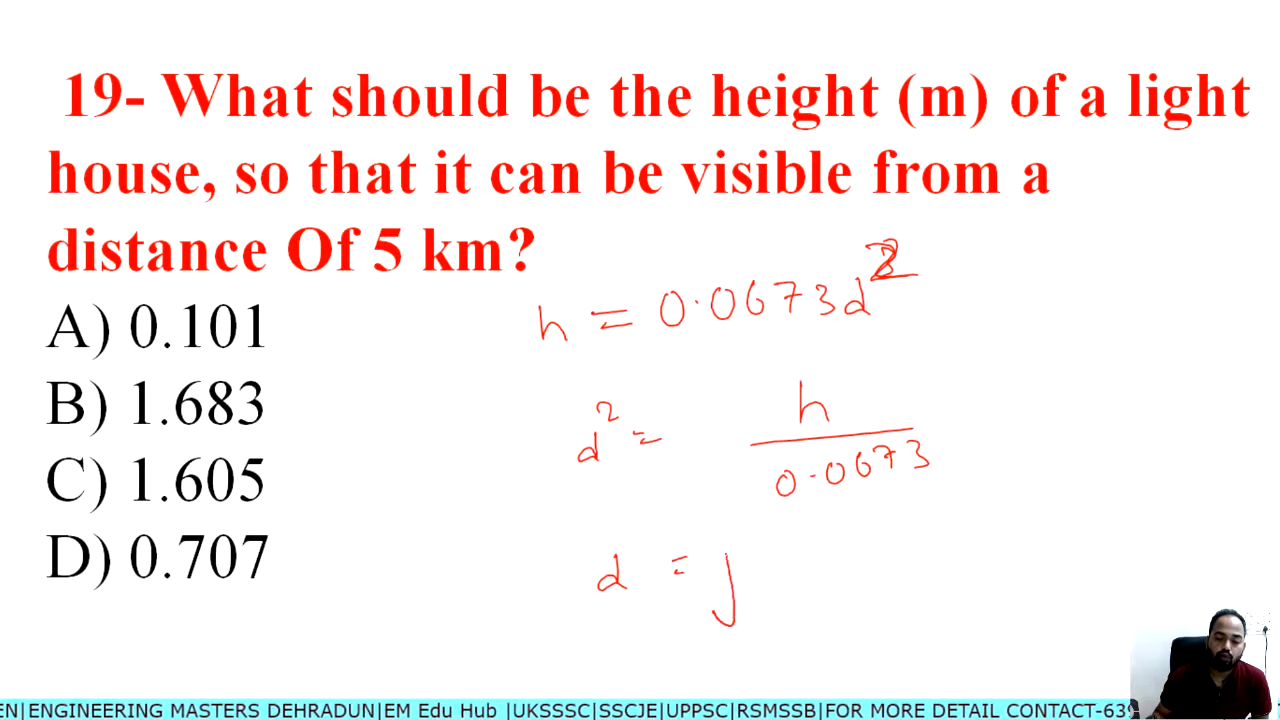 19- What should be the height (m) of a light
house, so that it can be visible from a
distance Of 5 km?
A) 0.101
B) 1.683
C) 1.605
D) 0.707
h = 0.0673d²
d² = h / 0.0673
d =
EN|ENGINEERING MASTERS DEHRADUN|EM Edu Hub |UKSSSC|SSCJE|UPPSC|RSMSSB|FOR MORE DETAIL CONTACT-63